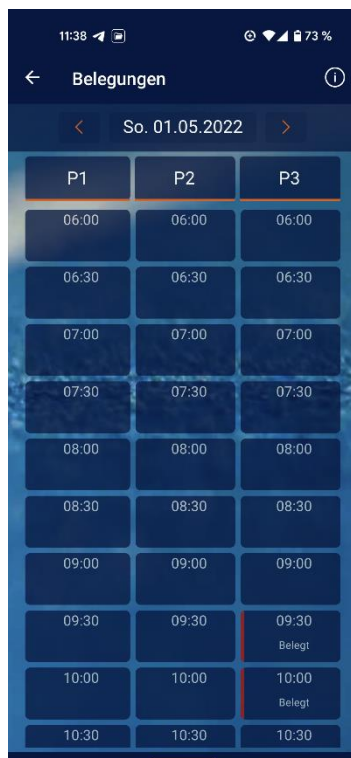 11:38 73 %
Belegungen
So. 01.05.2022
P1 P2 P3
06:00 06:00 06:00
06:30 06:30 06:30
07:00 07:00 07:00
07:30 07:30 07:30
08:00 08:00 08:00
08:30 08:30 08:30
09:00 09:00 09:00
09:30 09:30 09:30
Belegt
10:00 10:00 10:00
Belegt
10:30 10:30 10:30